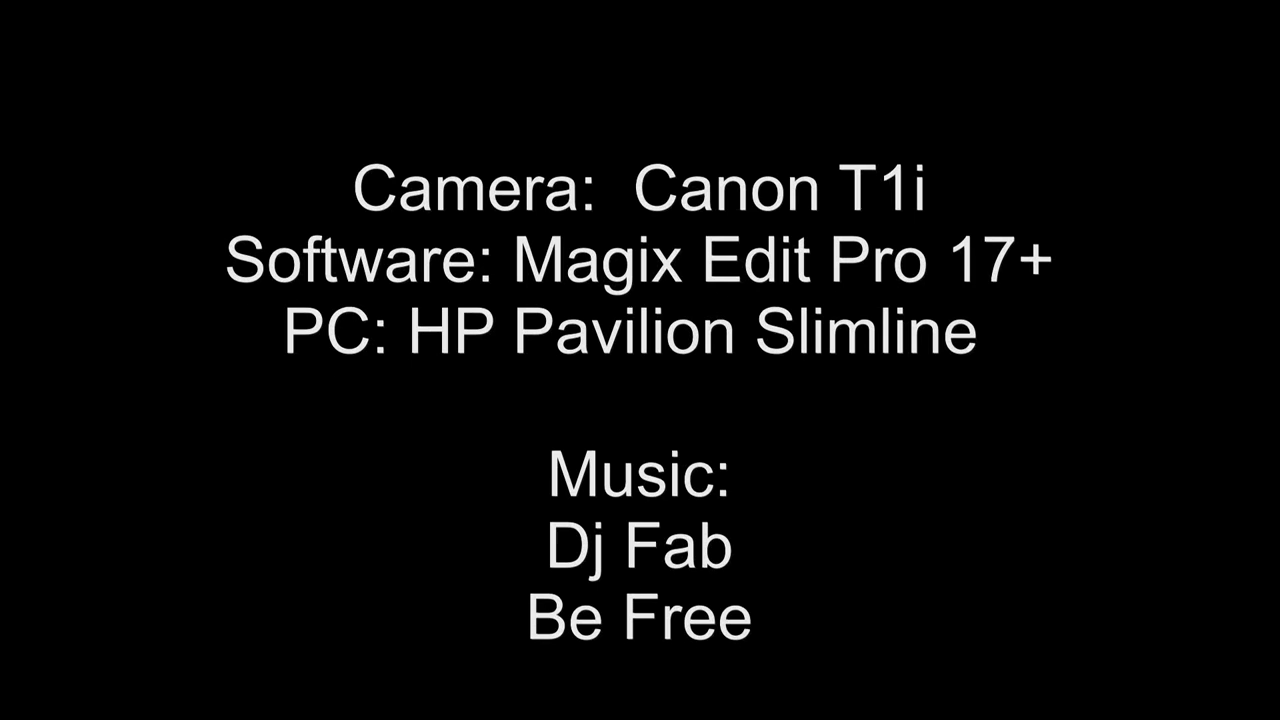 Camera:  Canon T1i
Software: Magix Edit Pro 17+
PC: HP Pavilion Slimline
Music:
Dj Fab
Be Free